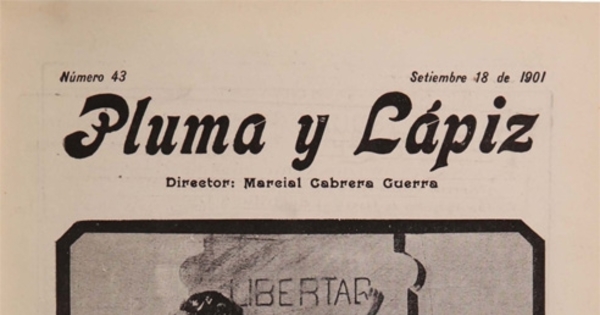 Número 43
Setiembre 18 de 1901
Pluma y Lápiz
Director: Marcial Cabrera Guerra
LIBERTAD